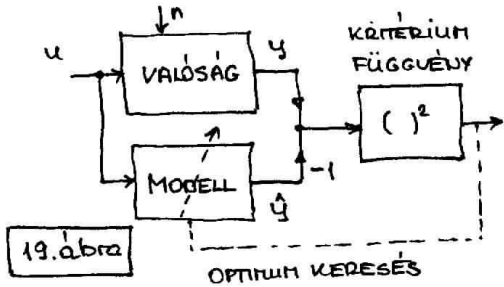 n
u
VALÓSÁG
y
KRITÉRIUM
FÜGGVÉNY
( )²
MODELL
ŷ
-1
19. ábra
OPTIMUM KERESÉS